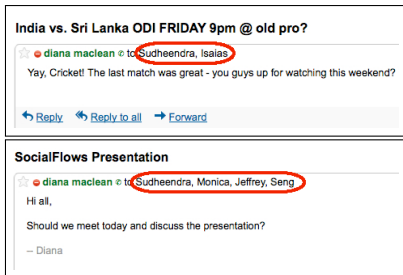 India vs. Sri Lanka ODI FRIDAY 9pm @ old pro?
diana maclean to Sudheendra, Isaias
Yay, Cricket! The last match was great - you guys up for watching this weekend?
Reply Reply to all Forward
SocialFlows Presentation
diana maclean to Sudheendra, Monica, Jeffrey, Seng
Hi all,
Should we meet today and discuss the presentation?
-- Diana